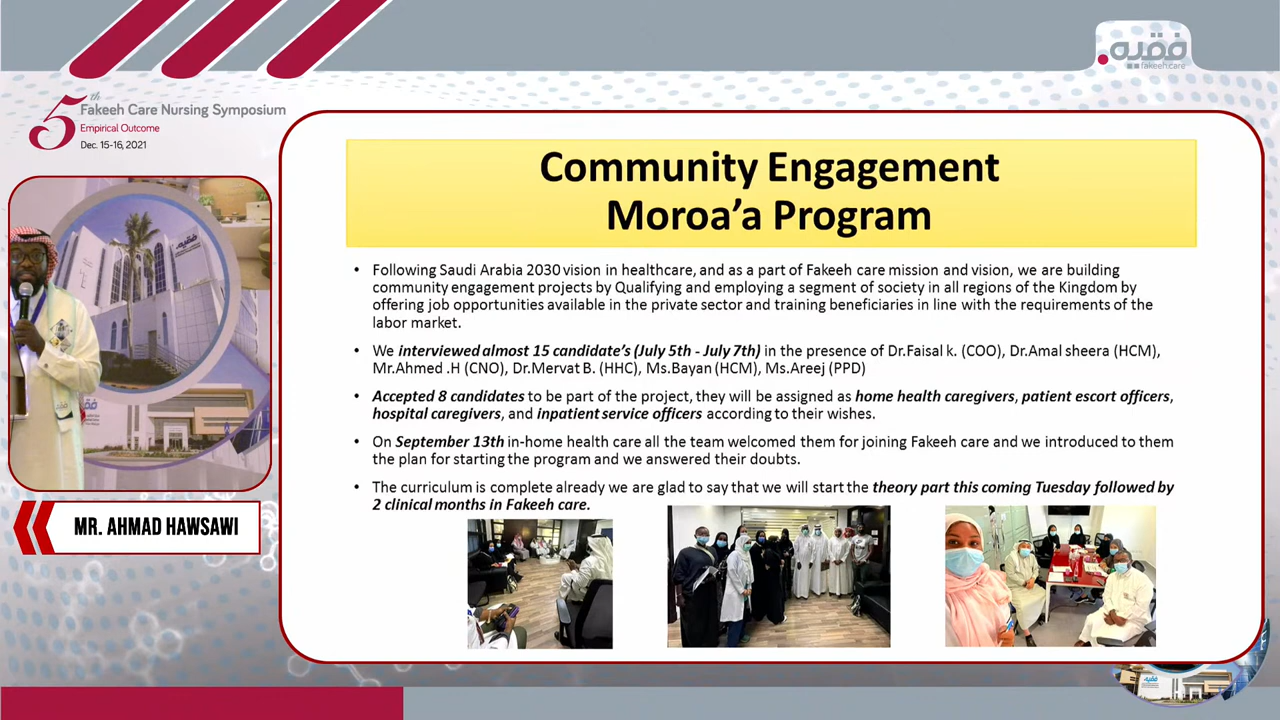 فقيه
fakeeh.care
5th
Fakeeh Care Nursing Symposium
Empirical Outcome
Dec. 15-16, 2021
Community Engagement
Moroa’a Program
• Following Saudi Arabia 2030 vision in healthcare, and as a part of Fakeeh care mission and vision, we are building
community engagement projects by Qualifying and employing a segment of society in all regions of the Kingdom by
offering job opportunities available in the private sector and training beneficiaries in line with the requirements of the
labor market.
• We interviewed almost 15 candidate’s (July 5th - July 7th) in the presence of Dr.Faisal k. (COO), Dr.Amal sheera (HCM),
Mr.Ahmed .H (CNO), Dr.Mervat B. (HHC), Ms.Bayan (HCM), Ms.Areej (PPD)
• Accepted 8 candidates to be part of the project, they will be assigned as home health caregivers, patient escort officers,
hospital caregivers, and inpatient service officers according to their wishes.
• On September 13th in-home health care all the team welcomed them for joining Fakeeh care and we introduced to them
the plan for starting the program and we answered their doubts.
• The curriculum is complete already we are glad to say that we will start the theory part this coming Tuesday followed by
2 clinical months in Fakeeh care.
MR. AHMAD HAWSAWI
فقيه
فقيه
فقيه